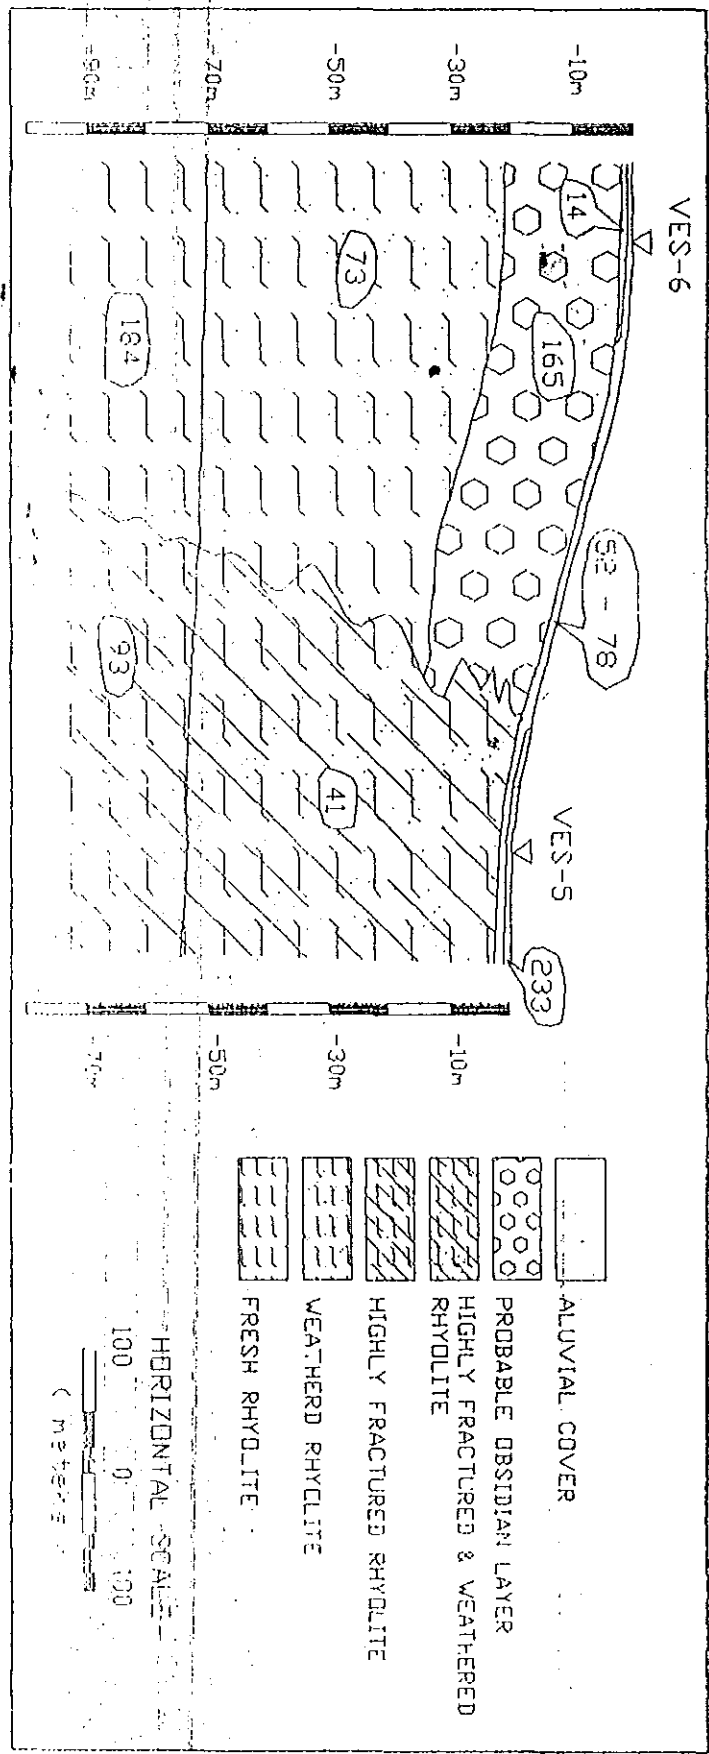 VES-6
VES-5
-10m
-30m
-50m
-70m
-90m
14
165
73
184
52 - 78
233
41
93
-10m
-30m
-50m
-70m
ALUVIAL COVER
PROBABLE OBSIDIAN LAYER
HIGHLY FRACTURED & WEATHERED
RHYOLITE
HIGHLY FRACTURED RHYOLITE
WEATHERD RHYOLITE
FRESH RHYOLITE
HORIZONTAL SCALE
100 0 100
( meters